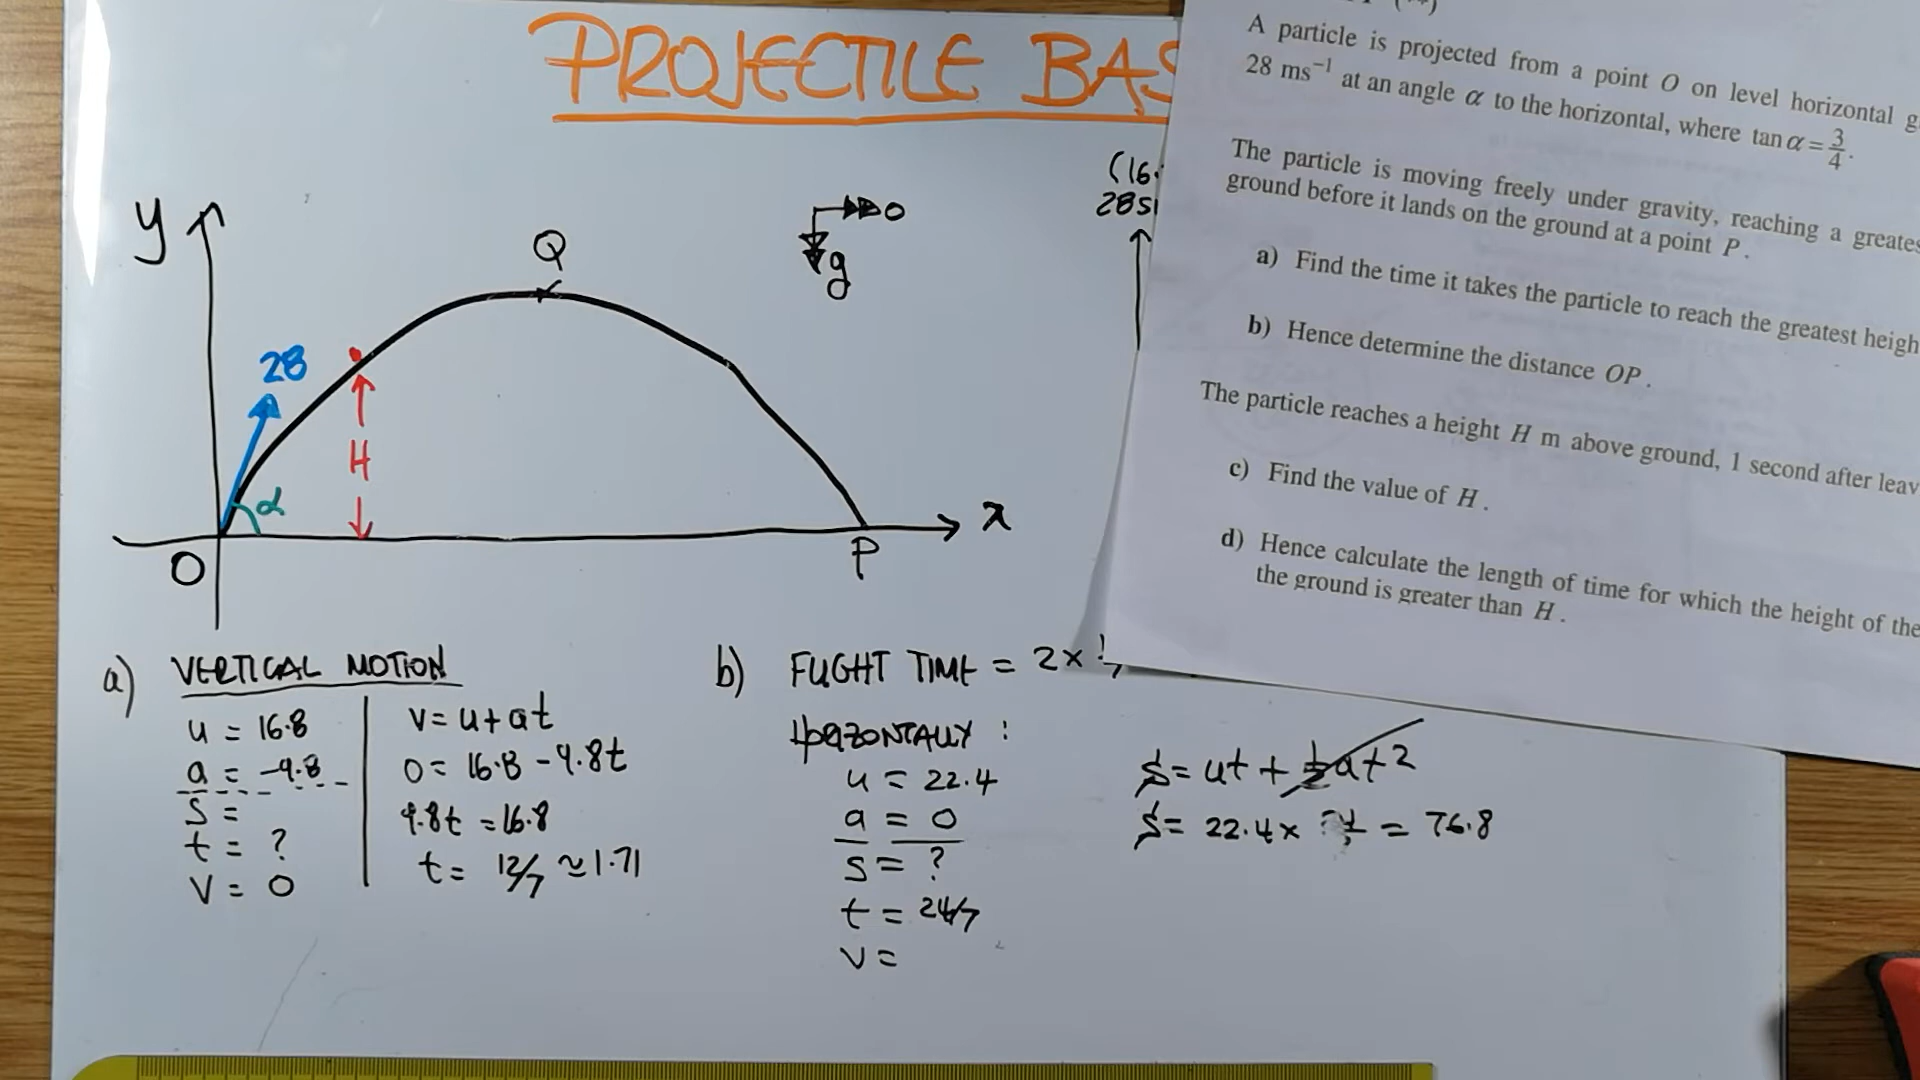 PROJECTILE BAS
A particle is projected from a point O on level horizontal g
28 ms⁻¹ at an angle α to the horizontal, where tan α = 3/4.
The particle is moving freely under gravity, reaching a greates
ground before it lands on the ground at a point P.
a) Find the time it takes the particle to reach the greatest heigh
b) Hence determine the distance OP.
The particle reaches a height H m above ground, 1 second after leav
c) Find the value of H.
d) Hence calculate the length of time for which the height of the
the ground is greater than H.
y
Q
0
g
(16.
28si
28
H
α
x
O
P
a) VERTICAL MOTION
u = 16.8
a = -9.8
s =
t = ?
v = 0
v = u + at
0 = 16.8 - 9.8t
9.8t = 16.8
t = 12/7 ≃ 1.71
b) FLIGHT TIME = 2 ×
HORIZONTALLY :
u = 22.4
a = 0
s = ?
t = 24/7
v =
s = ut + ½at²
s = 22.4 × = 76.8